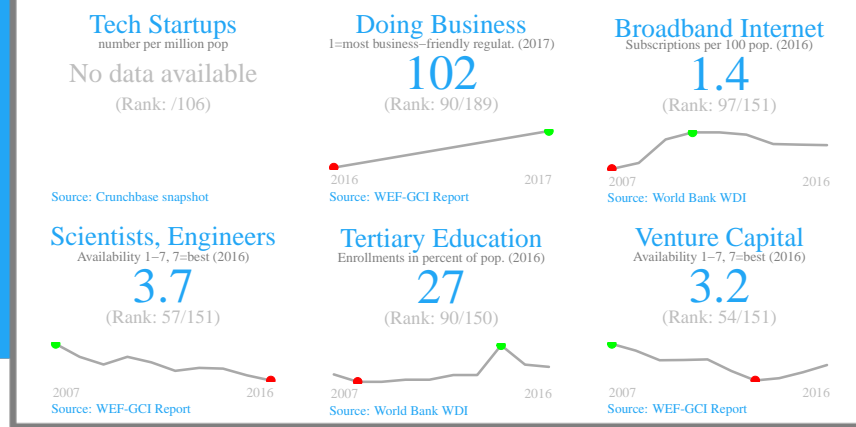 Tech Startups
number per million pop
No data available
(Rank: /106)
Source: Crunchbase snapshot
Doing Business
1=most business−friendly regulat. (2017)
102
(Rank: 90/189)
2016 2017
Source: WEF-GCI Report
Broadband Internet
Subscriptions per 100 pop. (2016)
1.4
(Rank: 97/151)
2007 2016
Source: World Bank WDI
Scientists, Engineers
Availability 1−7, 7=best (2016)
3.7
(Rank: 57/151)
2007 2016
Source: WEF-GCI Report
Tertiary Education
Enrollments in percent of pop. (2016)
27
(Rank: 90/150)
2007 2016
Source: World Bank WDI
Venture Capital
Availability 1−7, 7=best (2016)
3.2
(Rank: 54/151)
2007 2016
Source: WEF-GCI Report